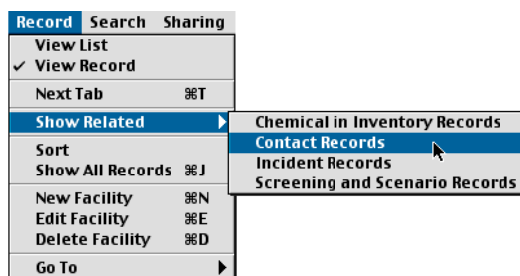 Record Search Sharing
View List
✓ View Record
Next Tab ⌘T
Show Related
Chemical in Inventory Records
Contact Records
Incident Records
Screening and Scenario Records
Sort
Show All Records ⌘J
New Facility ⌘N
Edit Facility ⌘E
Delete Facility ⌘D
Go To